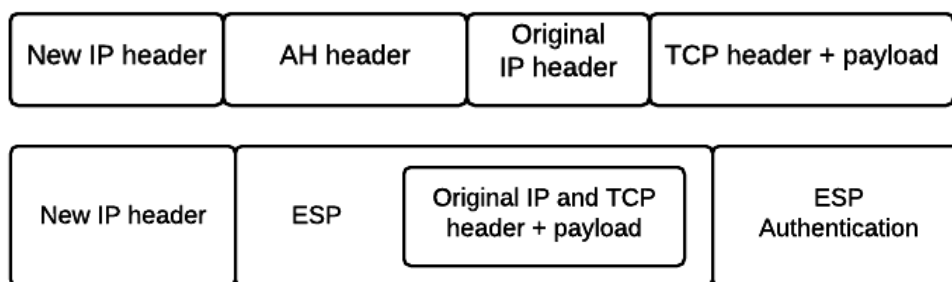 New IP header
AH header
Original
IP header
TCP header + payload
New IP header
ESP
Original IP and TCP
header + payload
ESP
Authentication